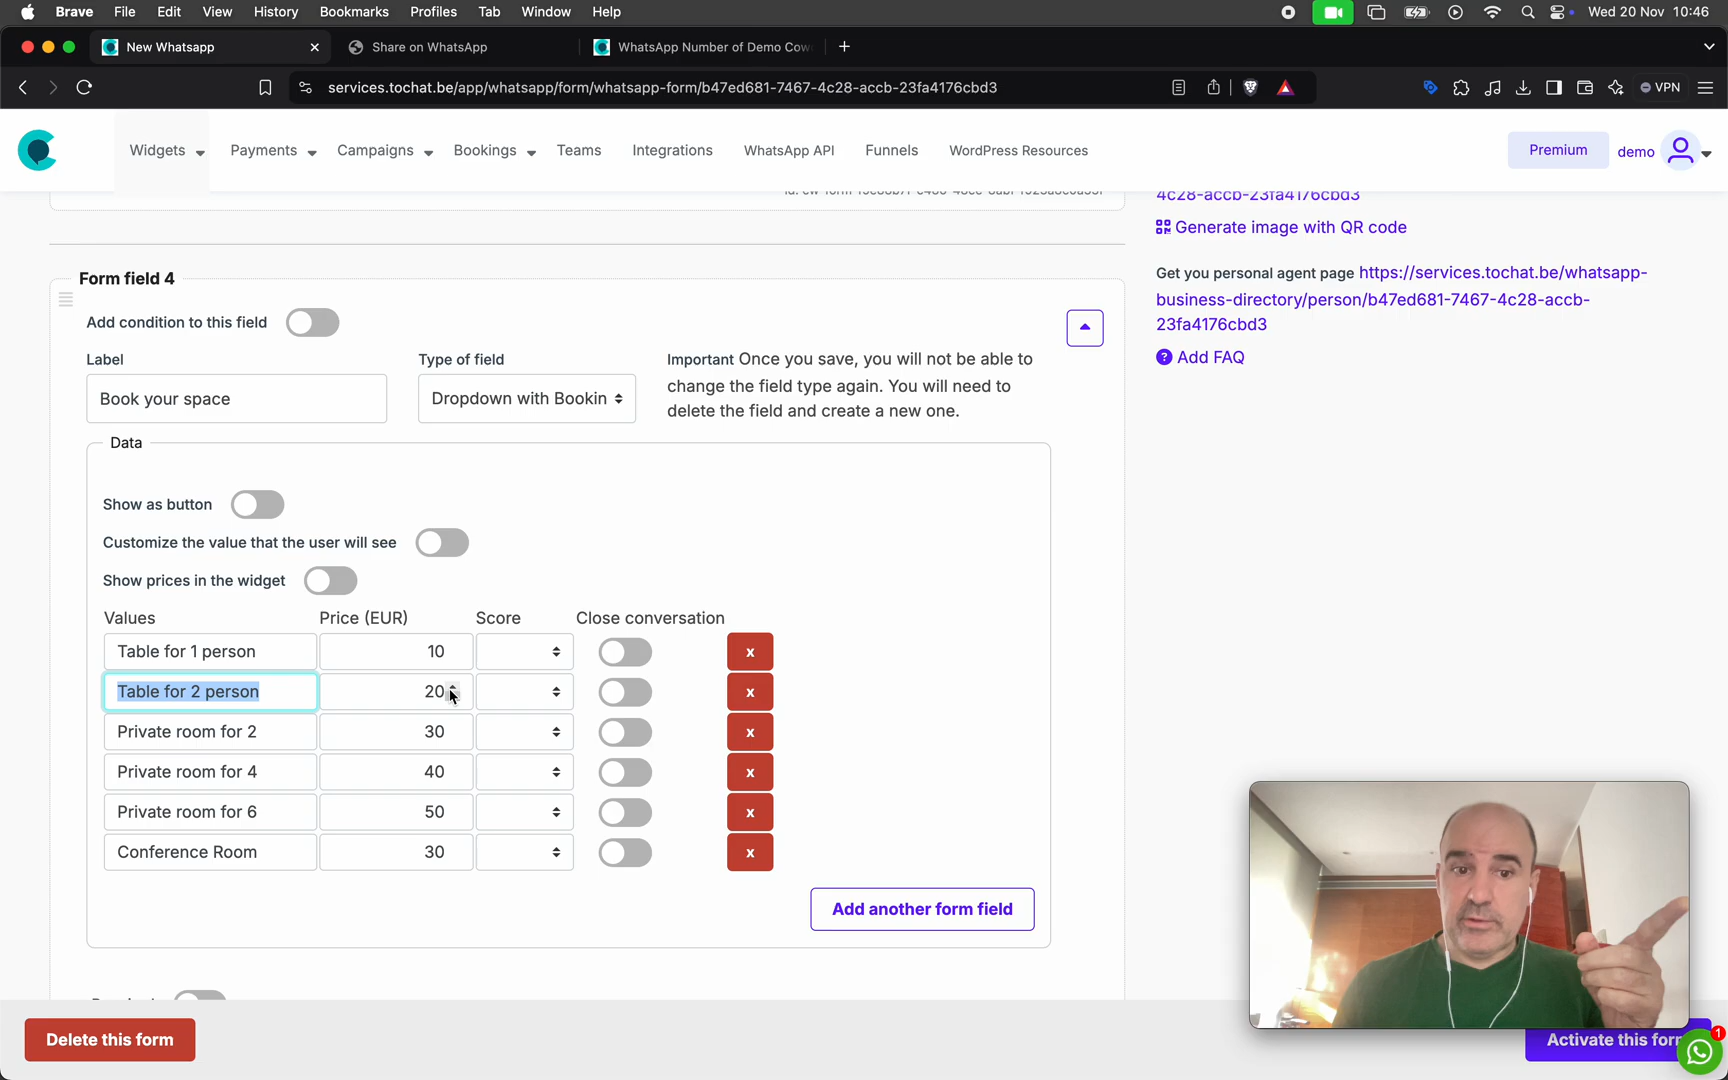 Brave File Edit View History Bookmarks Profiles Tab Window Help Wed 20 Nov 10:46
New Whatsapp Share on WhatsApp WhatsApp Number of Demo Cow
services.tochat.be/app/whatsapp/form/whatsapp-form/b47ed681-7467-4c28-accb-23fa4176cbd3 VPN
Widgets Payments Campaigns Bookings Teams Integrations WhatsApp API Funnels WordPress Resources Premium demo
4c28-accb-23fa4176cbd3
Generate image with QR code
Get you personal agent page https://services.tochat.be/whatsapp-
business-directory/person/b47ed681-7467-4c28-accb-
23fa4176cbd3
Add FAQ
Form field 4
Add condition to this field
Label Type of field
Book your space Dropdown with Bookin
Important Once you save, you will not be able to
change the field type again. You will need to
delete the field and create a new one.
Data
Show as button
Customize the value that the user will see
Show prices in the widget
Values Price (EUR) Score Close conversation
Table for 1 person 10 x
Table for 2 person 20 x
Private room for 2 30 x
Private room for 4 40 x
Private room for 6 50 x
Conference Room 30 x
Add another form field
Delete this form Activate this for
1